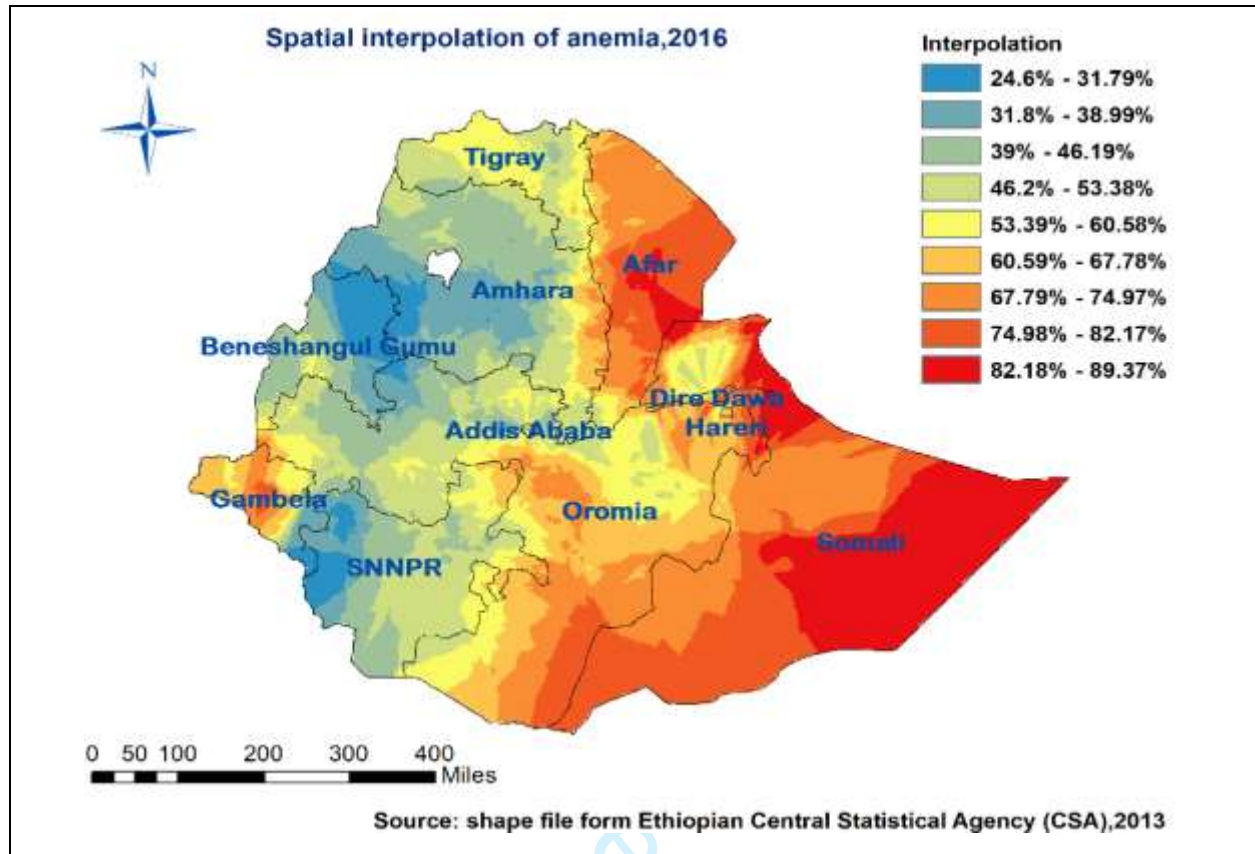 Spatial interpolation of anemia,2016
N
Interpolation
24.6% - 31.79%
31.8% - 38.99%
39% - 46.19%
46.2% - 53.38%
53.39% - 60.58%
60.59% - 67.78%
67.79% - 74.97%
74.98% - 82.17%
82.18% - 89.37%
Tigray
Afar
Amhara
Beneshangul Gumu
Dire Dawa
Hareri
Addis Ababa
Gambela
Oromia
Somali
SNNPR
0 50 100 200 300 400
Miles
Source: shape file form Ethiopian Central Statistical Agency (CSA),2013